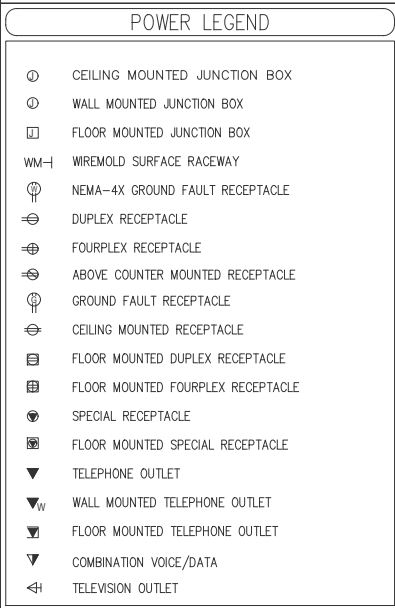 POWER LEGEND
J CEILING MOUNTED JUNCTION BOX
J WALL MOUNTED JUNCTION BOX
J FLOOR MOUNTED JUNCTION BOX
WM WIREMOLD SURFACE RACEWAY
W NEMA-4X GROUND FAULT RECEPTACLE
DUPLEX RECEPTACLE
FOURPLEX RECEPTACLE
ABOVE COUNTER MOUNTED RECEPTACLE
G GROUND FAULT RECEPTACLE
CEILING MOUNTED RECEPTACLE
FLOOR MOUNTED DUPLEX RECEPTACLE
FLOOR MOUNTED FOURPLEX RECEPTACLE
SPECIAL RECEPTACLE
FLOOR MOUNTED SPECIAL RECEPTACLE
TELEPHONE OUTLET
W WALL MOUNTED TELEPHONE OUTLET
FLOOR MOUNTED TELEPHONE OUTLET
COMBINATION VOICE/DATA
TELEVISION OUTLET